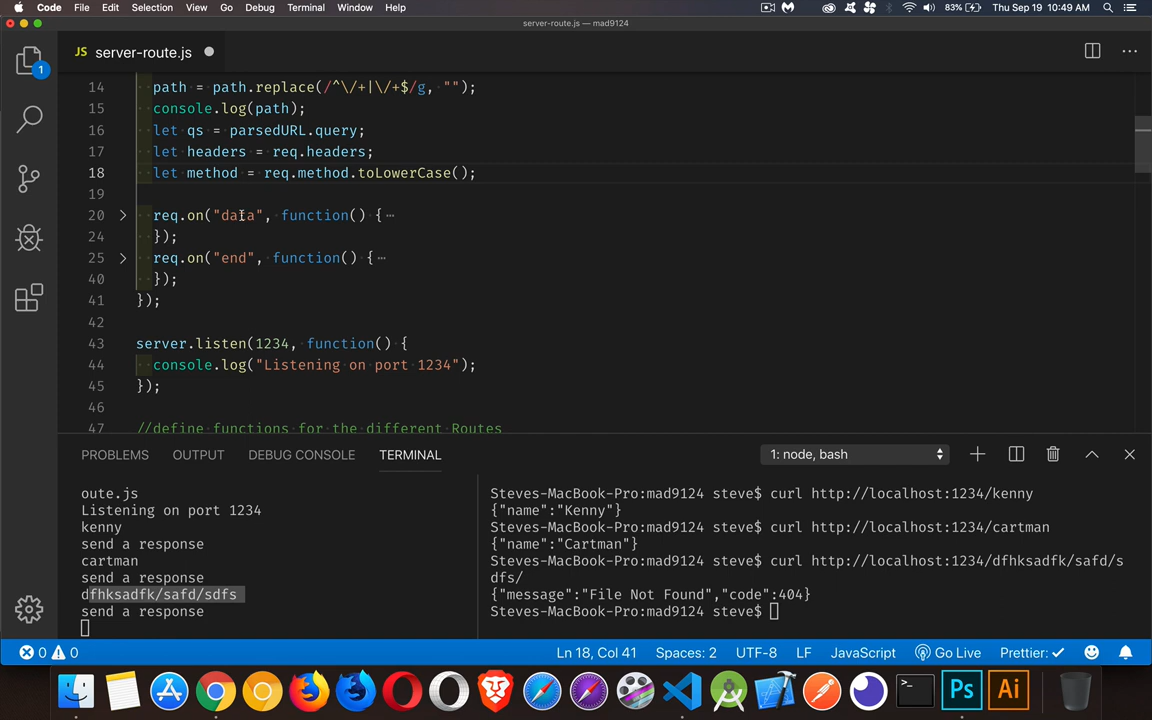 Code File Edit Selection View Go Debug Terminal Window Help 83% Thu Sep 19 10:49 AM
server-route.js — mad9124
JS server-route.js
1
14 path = path.replace(/^\/+|\/+$/g, "");
15 console.log(path);
16 let qs = parsedURL.query;
17 let headers = req.headers;
18 let method = req.method.toLowerCase();
19
20 req.on("data", function() {⋯
24 });
25 req.on("end", function() {⋯
40 });
41 });
42
43 server.listen(1234, function() {
44 console.log("Listening on port 1234");
45 });
46
47 //define functions for the different Routes
PROBLEMS OUTPUT DEBUG CONSOLE TERMINAL 1: node, bash
oute.js
Listening on port 1234
kenny
send a response
cartman
send a response
dfhksadfk/safd/sdfs
send a response
Steves-MacBook-Pro:mad9124 steve$ curl http://localhost:1234/kenny
{"name":"Kenny"}
Steves-MacBook-Pro:mad9124 steve$ curl http://localhost:1234/cartman
{"name":"Cartman"}
Steves-MacBook-Pro:mad9124 steve$ curl http://localhost:1234/dfhksadfk/safd/s
dfs/
{"message":"File Not Found","code":404}
Steves-MacBook-Pro:mad9124 steve$
0 0 Ln 18, Col 41 Spaces: 2 UTF-8 LF JavaScript Go Live Prettier: ✓
>_ Ps Ai